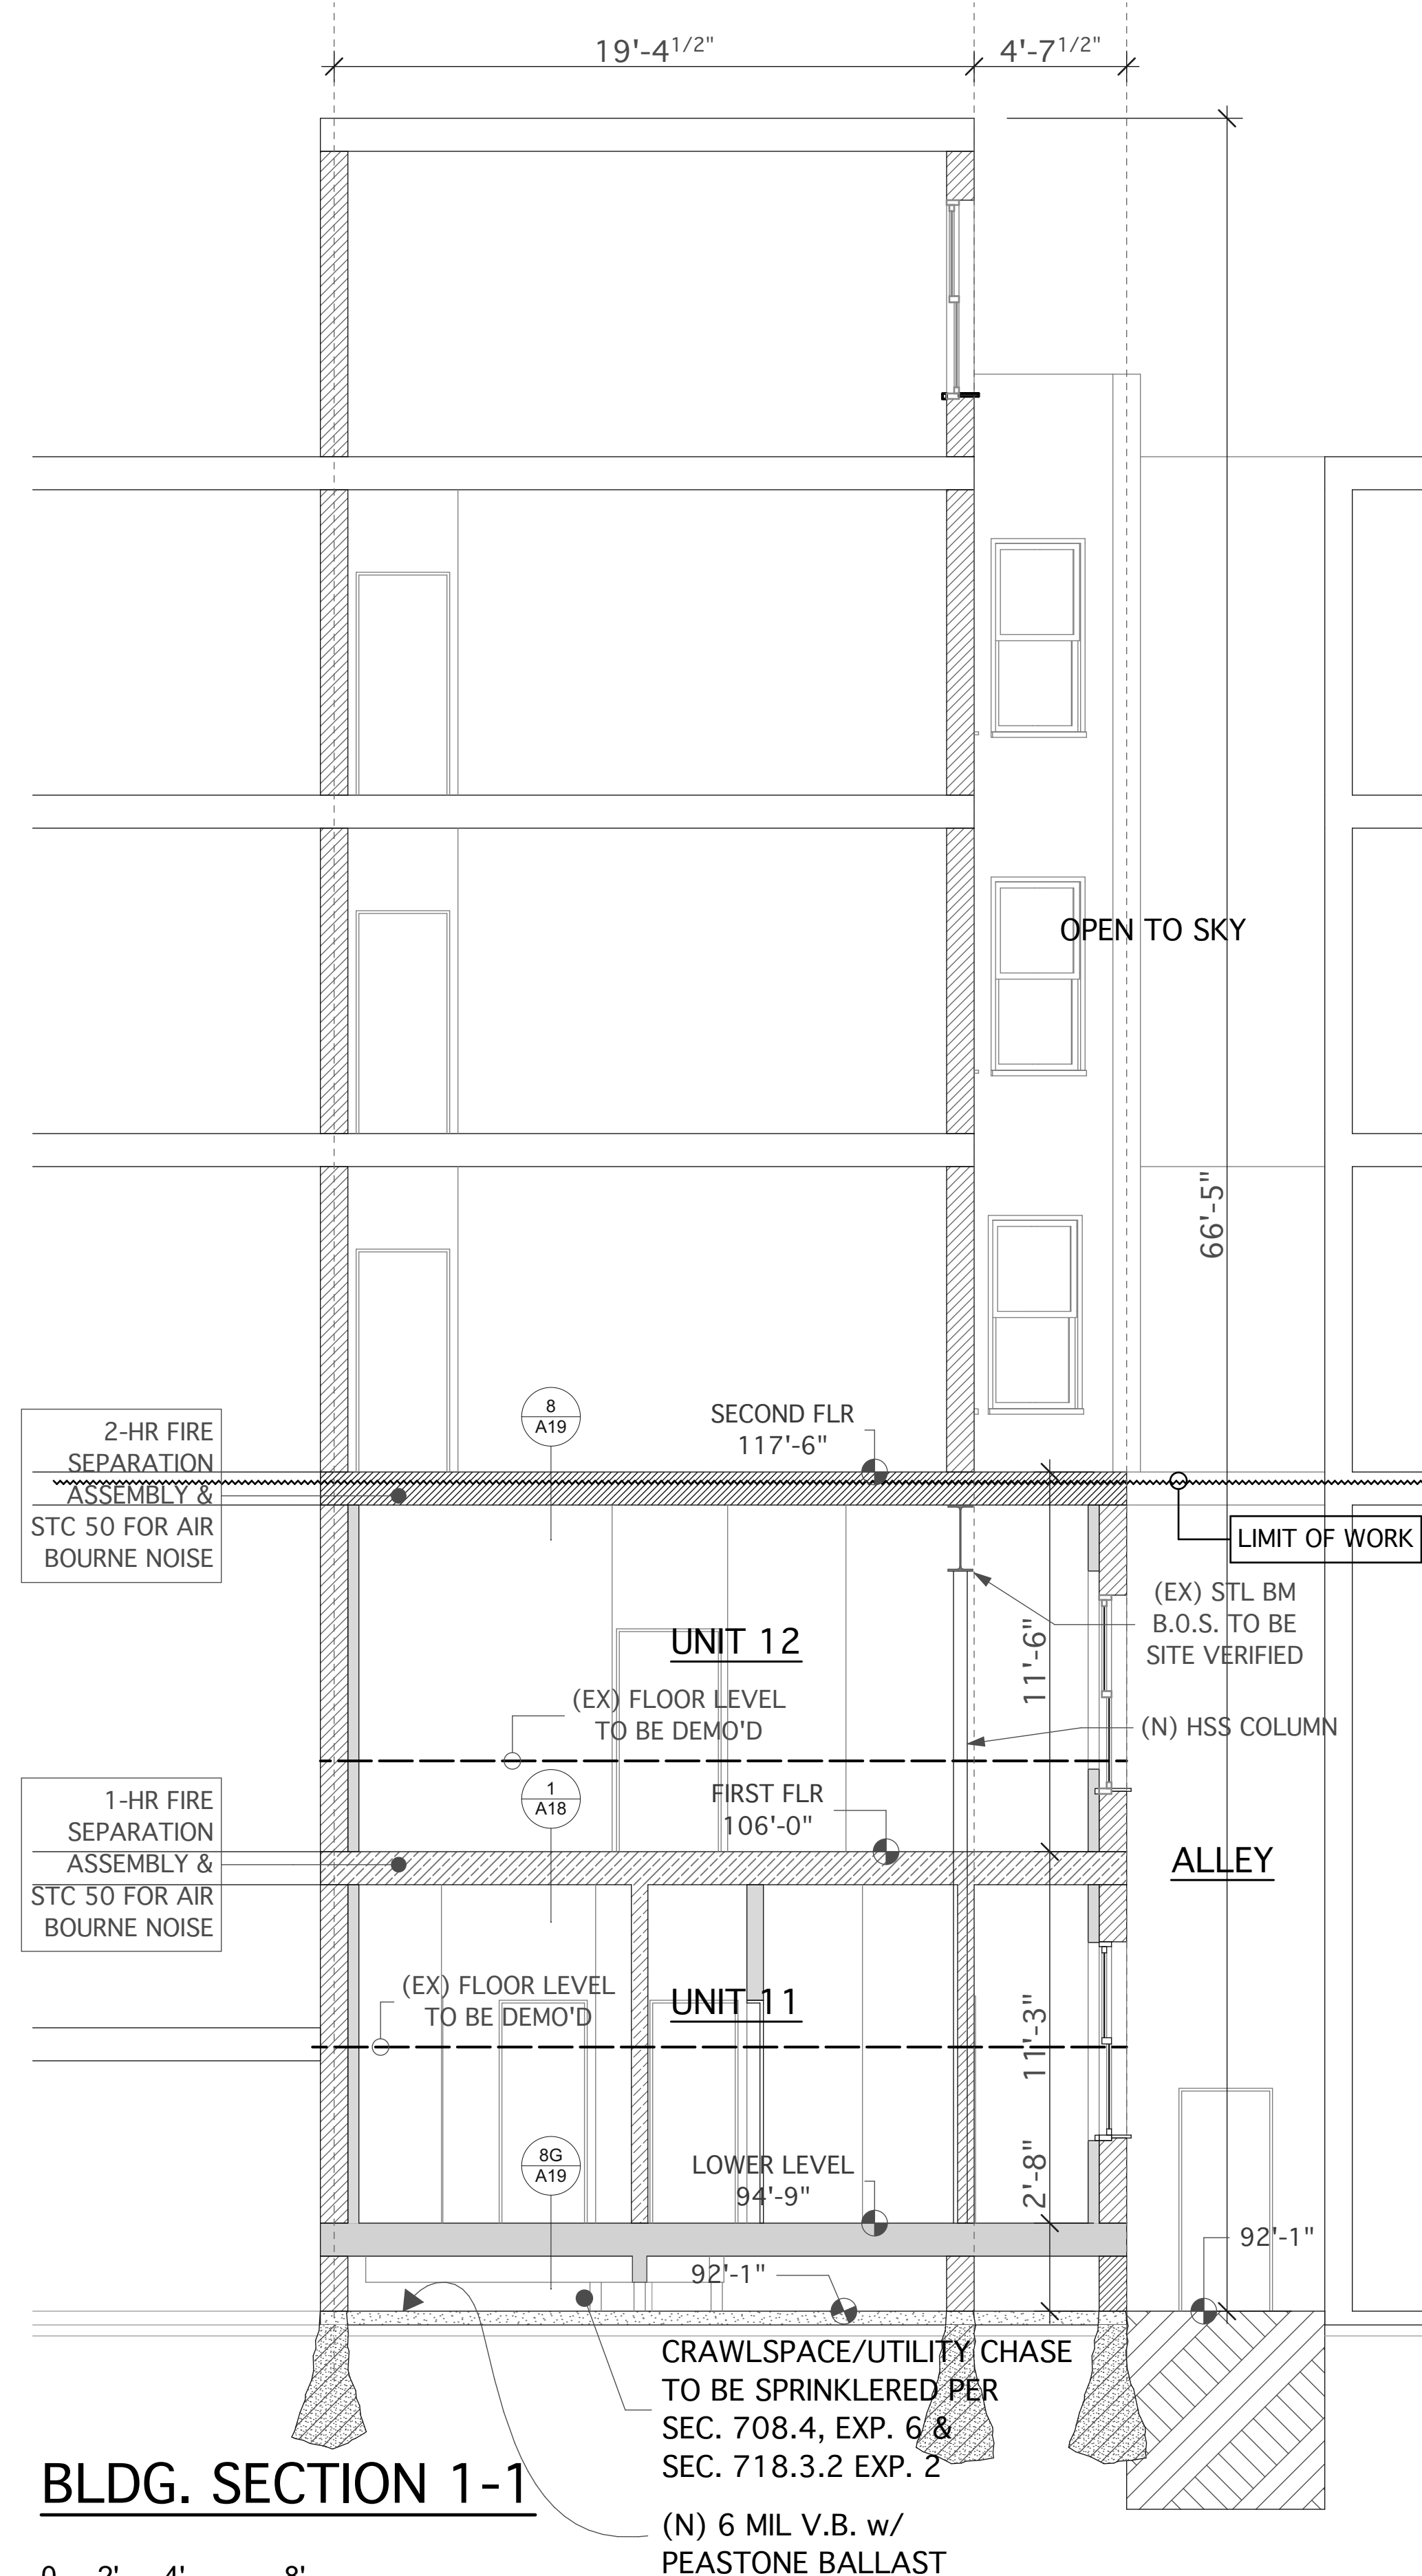 19'-4 1/2"
4'-7 1/2"
OPEN TO SKY
66'-5"
2-HR FIRE
SEPARATION
ASSEMBLY &
STC 50 FOR AIR
BOURNE NOISE
8
A19
SECOND FLR
117'-6"
LIMIT OF WORK
(EX) STL BM
B.O.S. TO BE
SITE VERIFIED
11'-6"
UNIT 12
(EX) FLOOR LEVEL
TO BE DEMO'D
(N) HSS COLUMN
1-HR FIRE
SEPARATION
ASSEMBLY &
STC 50 FOR AIR
BOURNE NOISE
1
A18
FIRST FLR
106'-0"
ALLEY
(EX) FLOOR LEVEL
TO BE DEMO'D
UNIT 11
11'-3"
8G
A19
LOWER LEVEL
94'-9"
2'-8"
92'-1"
92'-1"
CRAWLSPACE/UTILITY CHASE
TO BE SPRINKLERED PER
SEC. 708.4, EXP. 6 &
SEC. 718.3.2 EXP. 2
BLDG. SECTION 1-1
(N) 6 MIL V.B. w/
PEASTONE BALLAST
0 2' 4' 8'